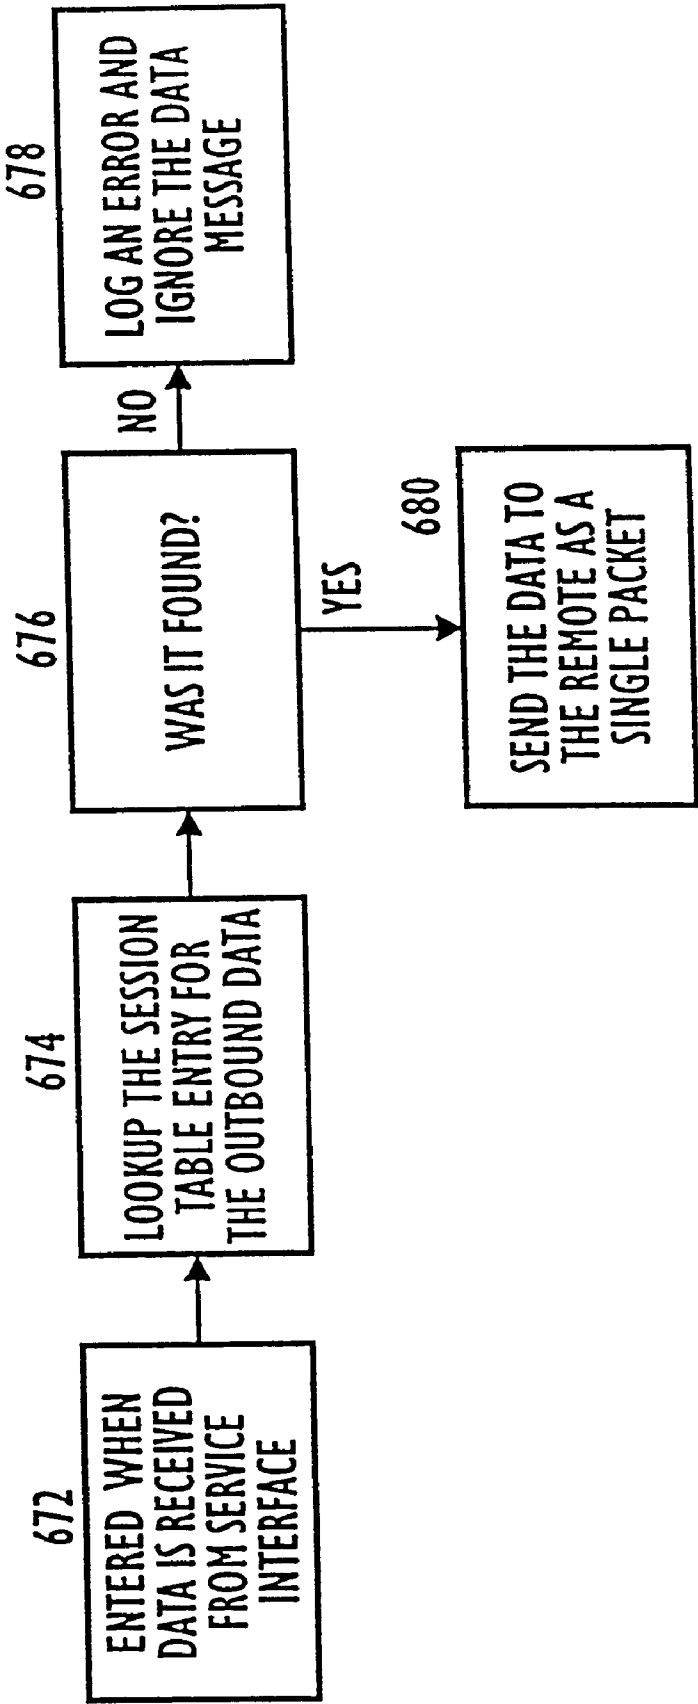 672
ENTERED WHEN
DATA IS RECEIVED
FROM SERVICE
INTERFACE
674
LOOKUP THE SESSION
TABLE ENTRY FOR
THE OUTBOUND DATA
676
WAS IT FOUND?
NO
678
LOG AN ERROR AND
IGNORE THE DATA
MESSAGE
YES
680
SEND THE DATA TO
THE REMOTE AS A
SINGLE PACKET